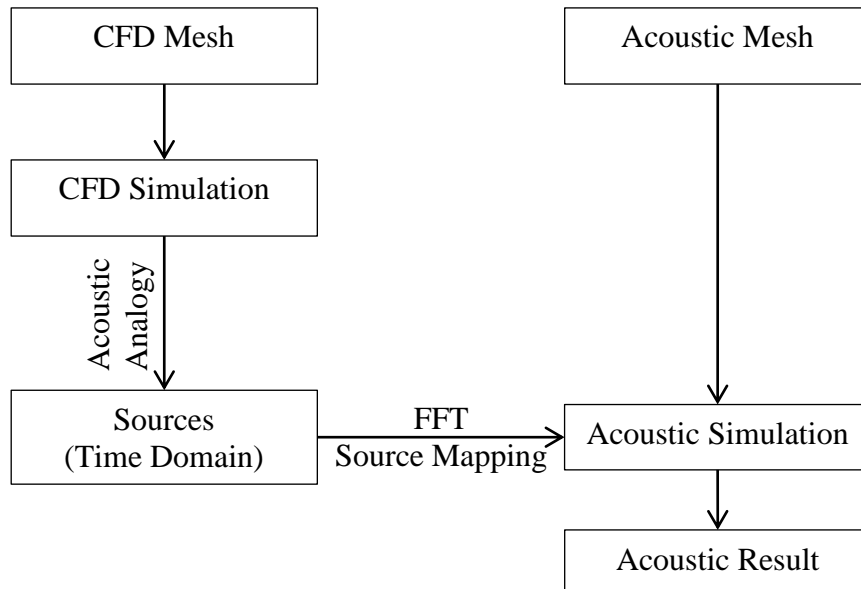 CFD Mesh
Acoustic Mesh
CFD Simulation
Acoustic
Analogy
Sources
(Time Domain)
FFT
Source Mapping
Acoustic Simulation
Acoustic Result